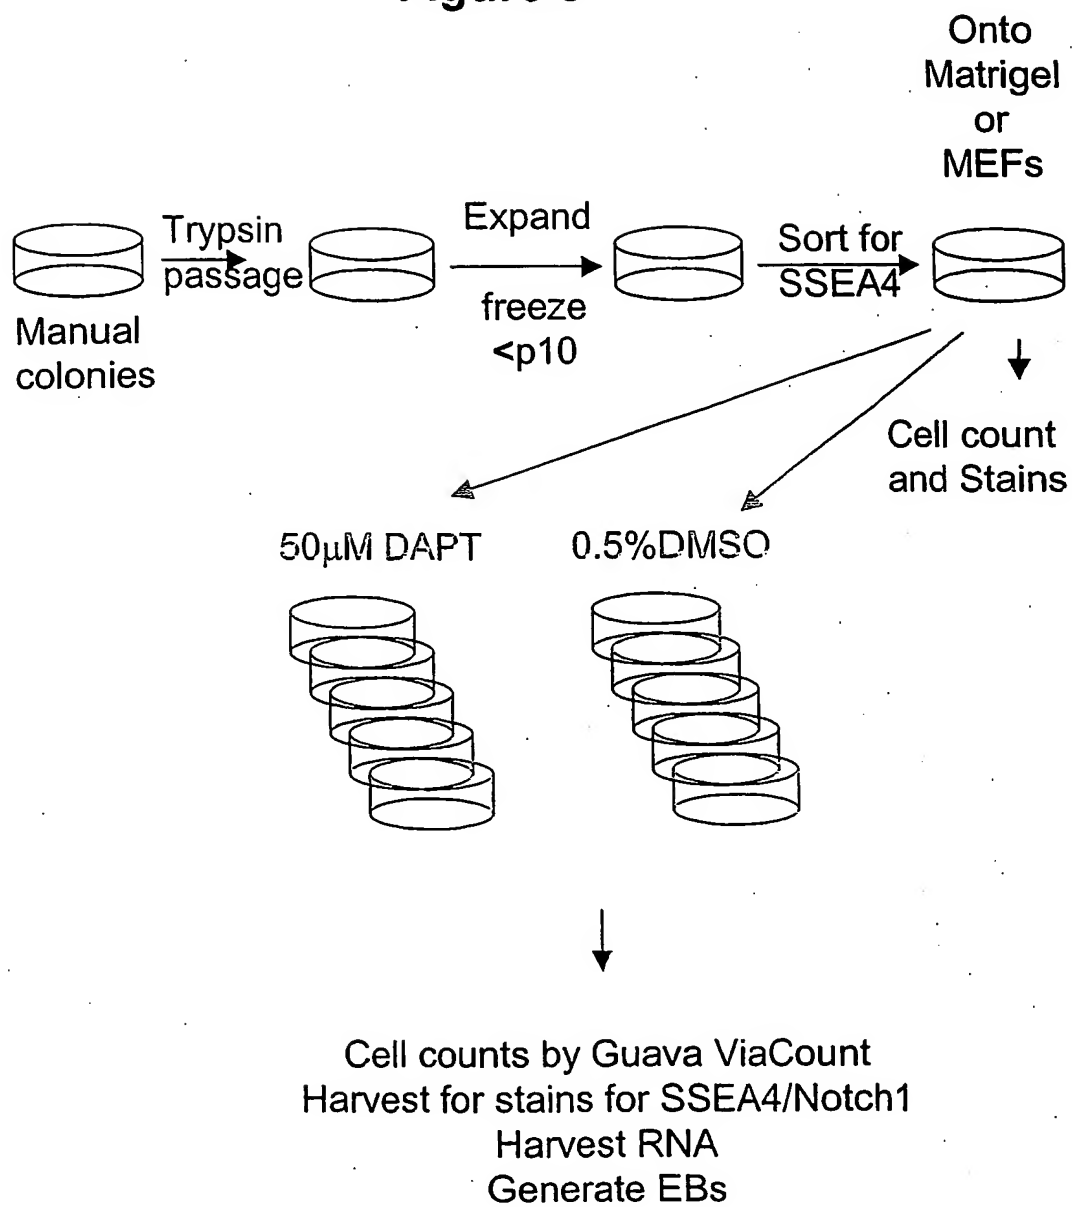 Onto
Matrigel
or
MEFs
Trypsin
passage
Expand
freeze
<p10
Sort for
SSEA4
Manual
colonies
Cell count
and Stains
50µM DAPT
0.5%DMSO
Cell counts by Guava ViaCount
Harvest for stains for SSEA4/Notch1
Harvest RNA
Generate EBs